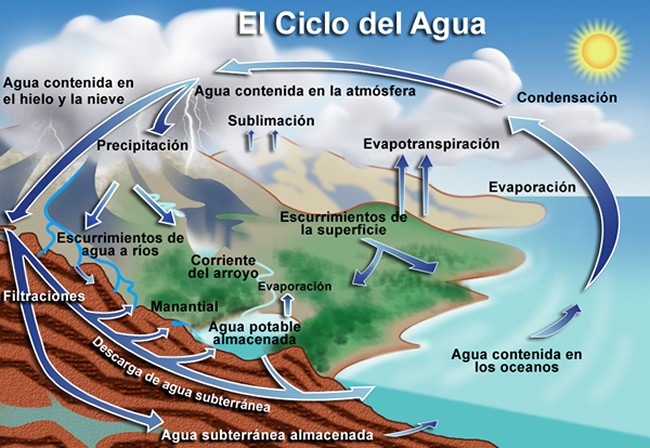 El Ciclo del Agua
Agua contenida en
el hielo y la nieve
Agua contenida en la atmósfera
Condensación
Sublimación
Precipitación
Evapotranspiración
Evaporación
Escurrimientos de
la superficie
Escurrimientos de
agua a ríos
Corriente
del arroyo
Evaporación
Filtraciones
Manantial
Agua potable
almacenada
Agua contenida en
los oceanos
Descarga de agua subterránea
Agua subterránea almacenada